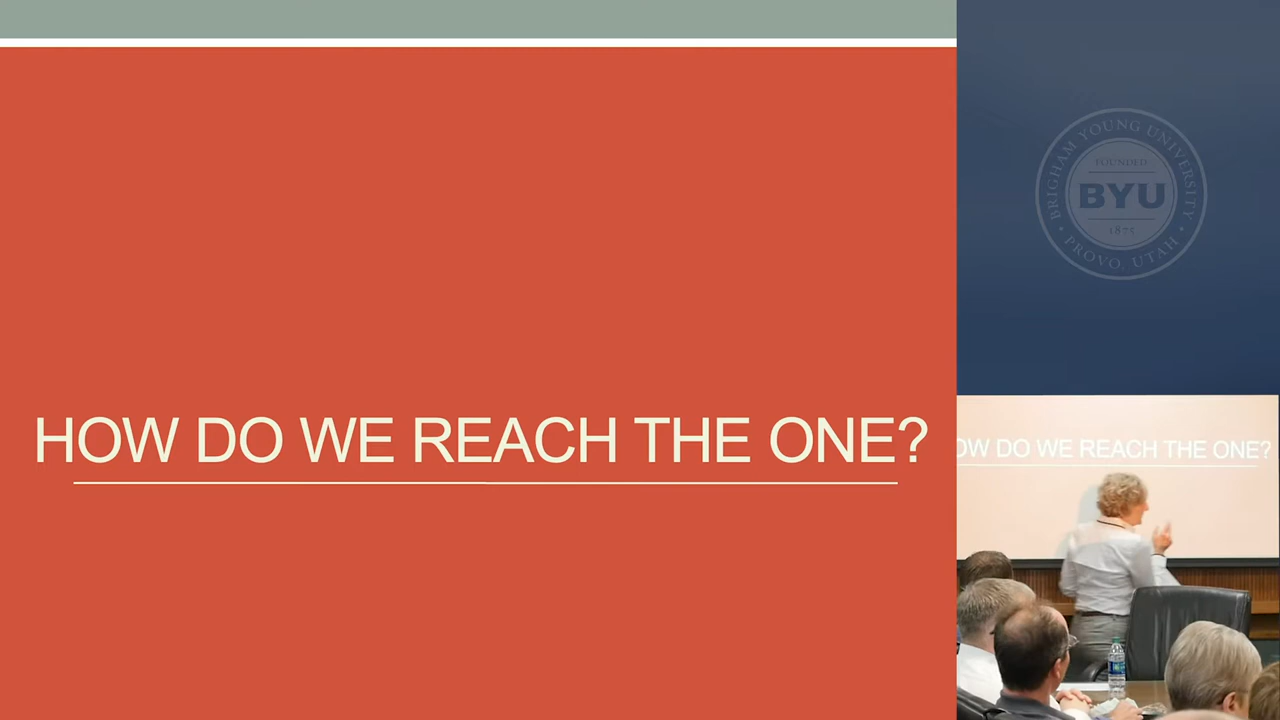 HOW DO WE REACH THE ONE?
BRIGHAM YOUNG UNIVERSITY
FOUNDED
BYU
1875
PROVO, UTAH
OW DO WE REACH THE ONE?